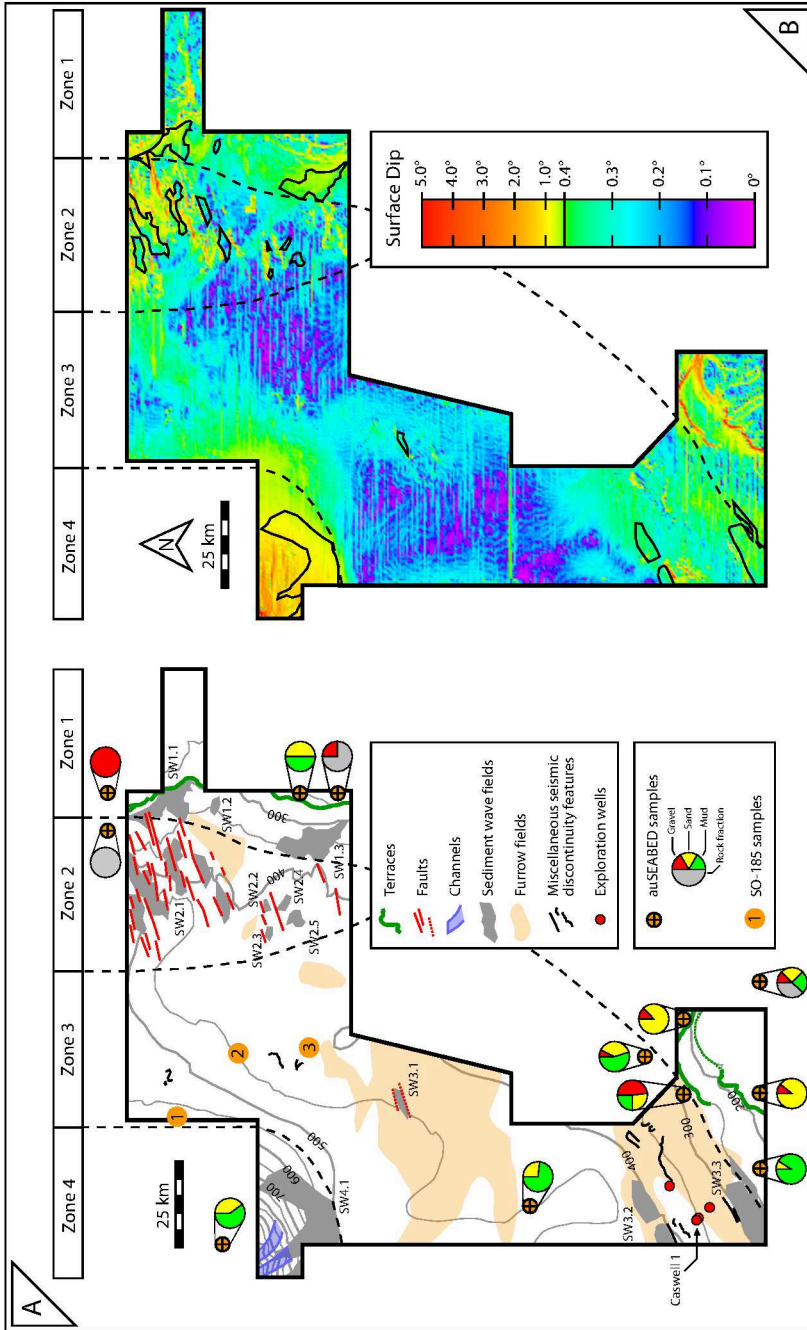 A
Zone 4
Zone 3
Zone 2
Zone 1
25 km
1
2
3
700
600
500
400
300
400
300
200
SW1.1
SW1.2
SW1.3
SW2.1
SW2.2
SW2.3
SW2.4
SW2.5
SW3.1
SW3.2
SW3.3
SW4.1
Caswell 1
Terraces
Faults
Channels
Sediment wave fields
Furrow fields
Miscellaneous seismic
discontinuity features
Exploration wells
auSEABED samples
Gravel
Sand
Mud
Rock fraction
1
SO-185 samples
Zone 4
Zone 3
Zone 2
Zone 1
N
25 km
Surface Dip
5.0°
4.0°
3.0°
2.0°
1.0°
0.4°
0.3°
0.2°
0.1°
0°
B